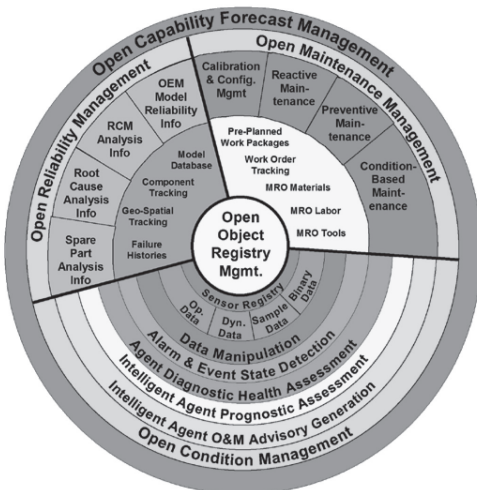 Open Capability Forecast Management
Open Reliability Management
Open Maintenance Management
OEM
Model
Reliability
Info
RCM
Analysis
Info
Root
Cause
Analysis
Info
Spare
Part
Analysis
Info
Calibration
& Config.
Mgmt
Reactive
Main-
tenance
Preventive
Main-
tenance
Condition-
Based
Maint-
enance
Model
Database
Component
Tracking
Geo-Spatial
Tracking
Failure
Histories
Pre-Planned
Work Packages
Work Order
Tracking
MRO Materials
MRO Labor
MRO Tools
Open
Object
Registry
Mgmt.
Sensor Registry
Op.
Data
Dyn.
Data
Sample
Data
Binary
Data
Data Manipulation
Alarm & Event State Detection
Agent Diagnostic Health Assessment
Intelligent Agent Prognostic Assessment
Intelligent Agent O&M Advisory Generation
Open Condition Management